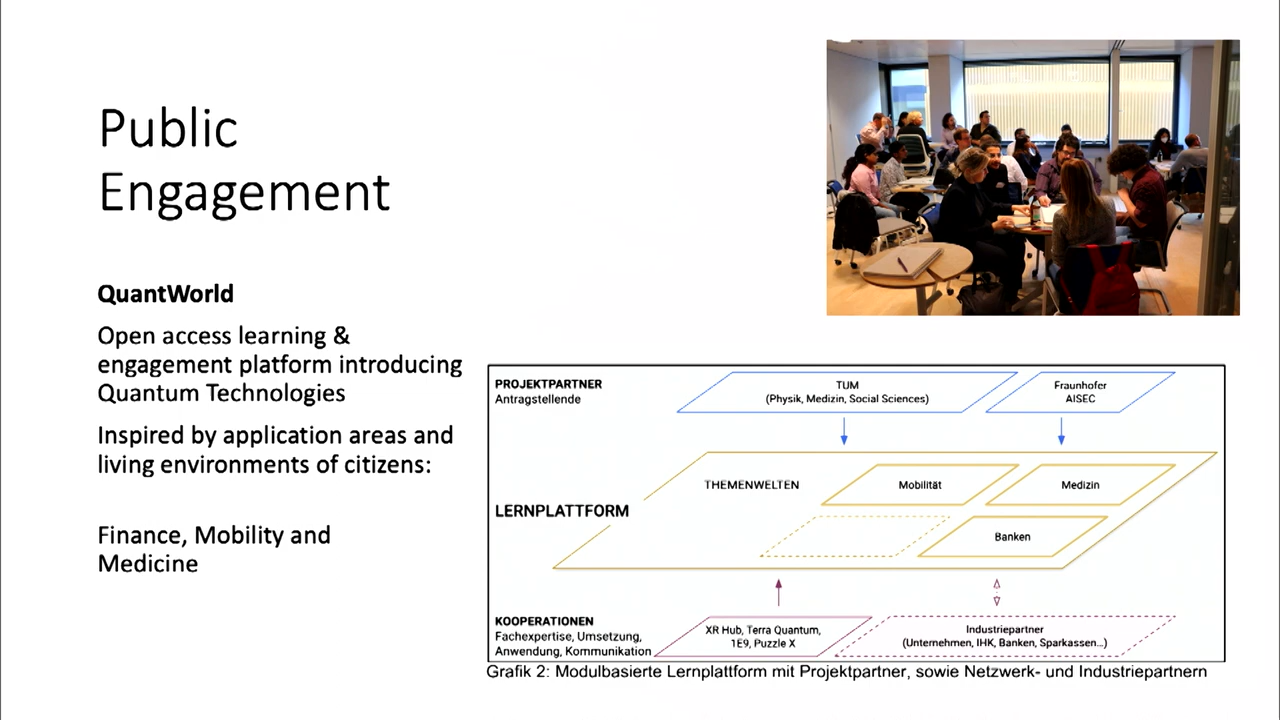 Public
Engagement
QuantWorld
Open access learning &
engagement platform introducing
Quantum Technologies
Inspired by application areas and
living environments of citizens:
Finance, Mobility and
Medicine
PROJEKTPARTNER
Antragstellende
TUM
(Physik, Medizin, Social Sciences)
Fraunhofer
AISEC
THEMENWELTEN
Mobilität
Medizin
LERNPLATTFORM
Banken
KOOPERATIONEN
Fachexpertise, Umsetzung,
Anwendung, Kommunikation
XR Hub, Terra Quantum,
1E9, Puzzle X
Industriepartner
(Unternehmen, IHK, Banken, Sparkassen...)
Grafik 2: Modulbasierte Lernplattform mit Projektpartner, sowie Netzwerk- und Industriepartnern